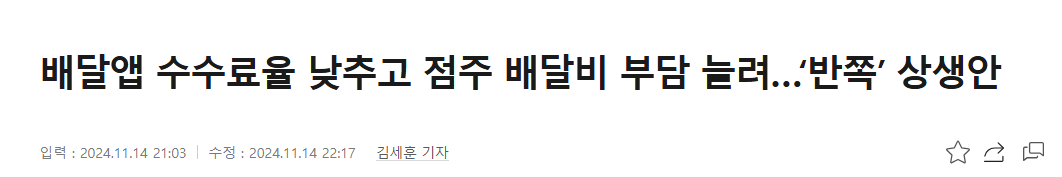 배달앱 수수료율 낮추고 점주 배달비 부담 늘려…‘반쪽’ 상생안
입력 : 2024.11.14 21:03 수정 : 2024.11.14 22:17 김세훈 기자